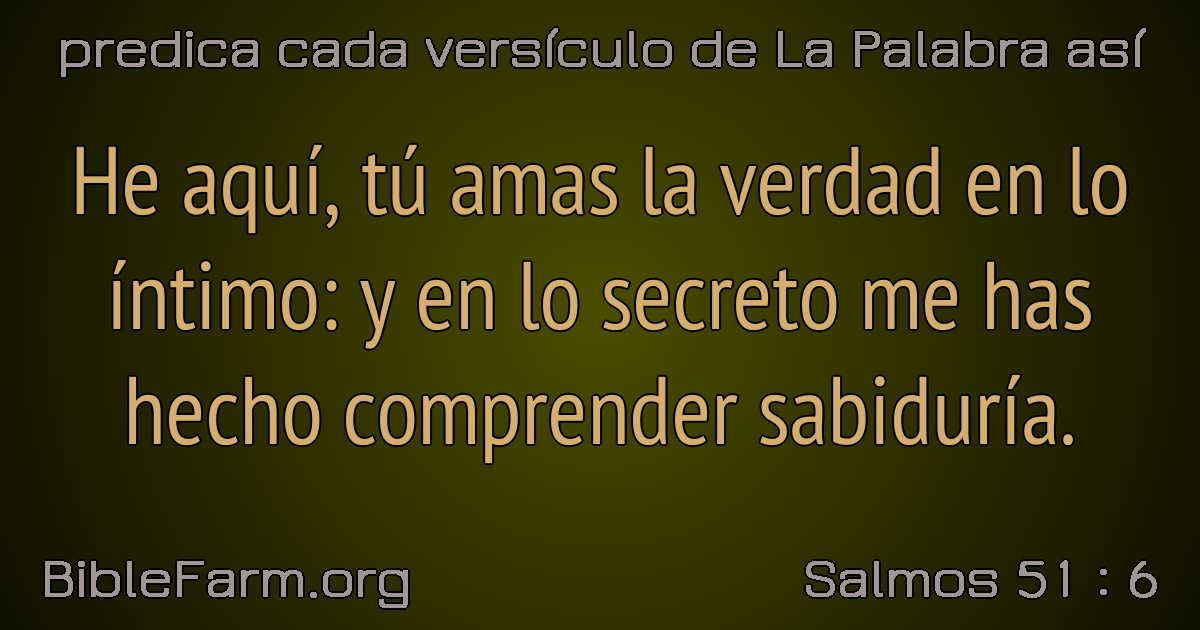 predica cada versículo de La Palabra así
He aquí, tú amas la verdad en lo
íntimo: y en lo secreto me has
hecho comprender sabiduría.
BibleFarm.org
Salmos 51 : 6